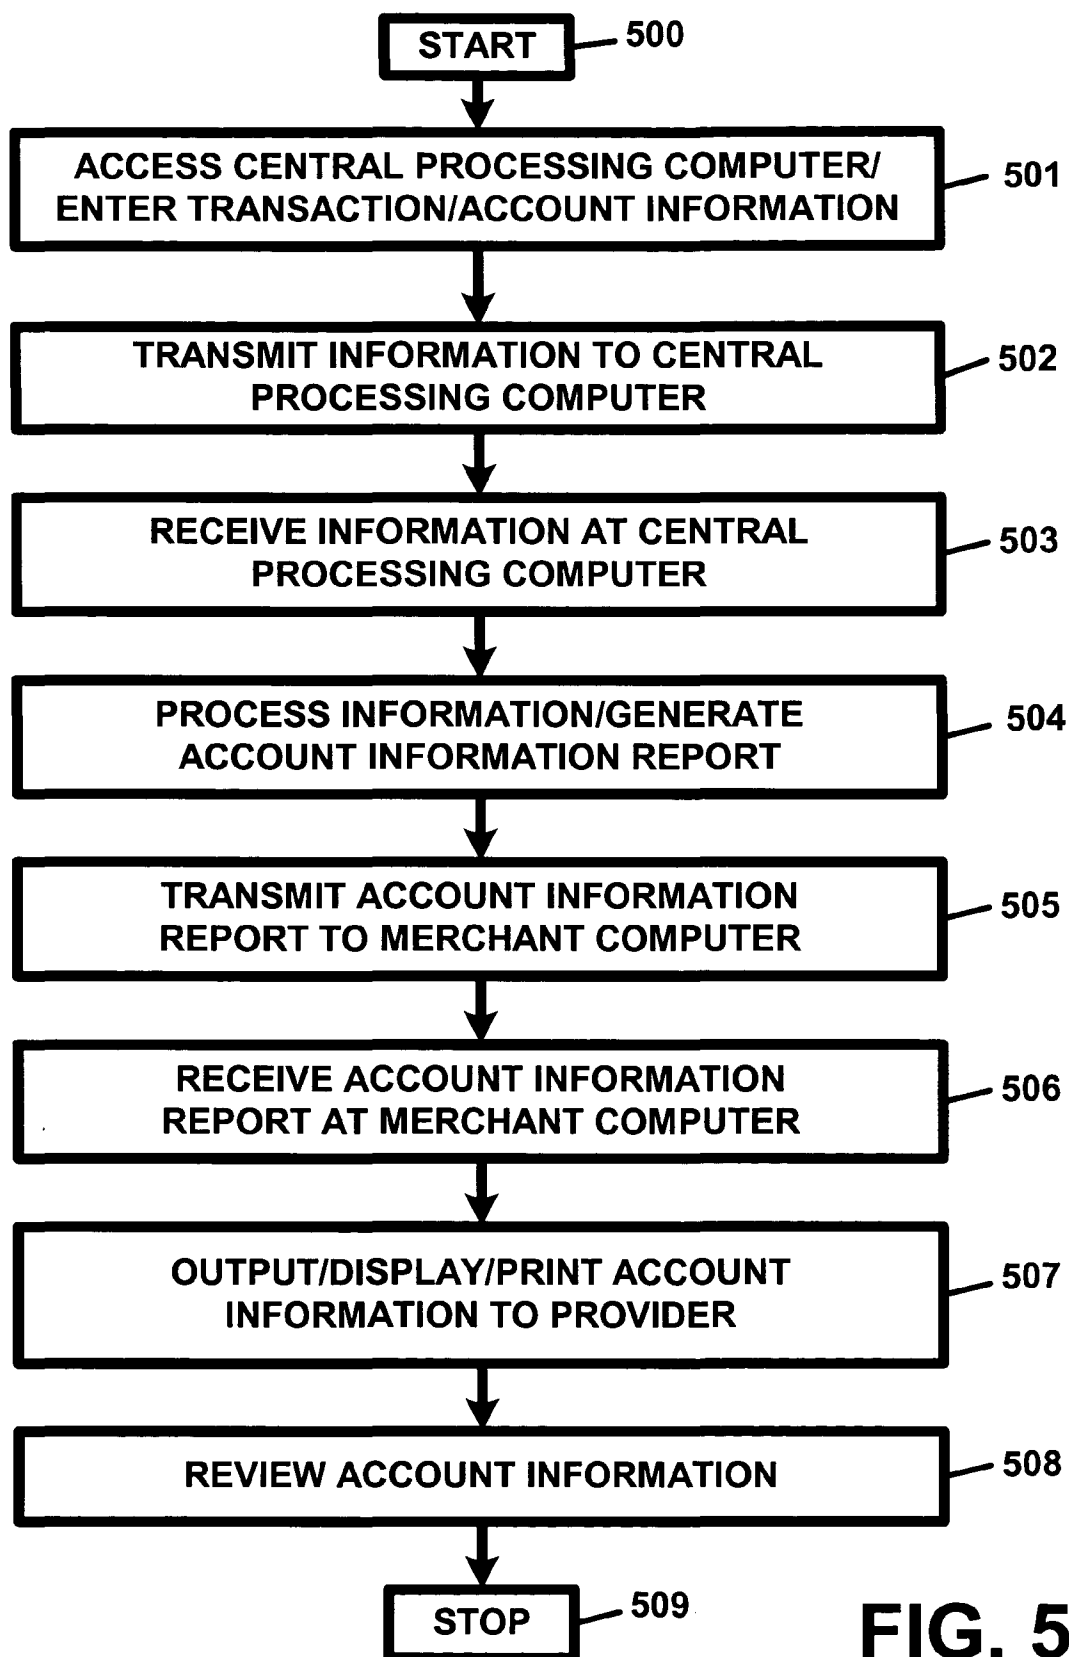 START
500
ACCESS CENTRAL PROCESSING COMPUTER/
ENTER TRANSACTION/ACCOUNT INFORMATION
501
TRANSMIT INFORMATION TO CENTRAL
PROCESSING COMPUTER
502
RECEIVE INFORMATION AT CENTRAL
PROCESSING COMPUTER
503
PROCESS INFORMATION/GENERATE
ACCOUNT INFORMATION REPORT
504
TRANSMIT ACCOUNT INFORMATION
REPORT TO MERCHANT COMPUTER
505
RECEIVE ACCOUNT INFORMATION
REPORT AT MERCHANT COMPUTER
506
OUTPUT/DISPLAY/PRINT ACCOUNT
INFORMATION TO PROVIDER
507
REVIEW ACCOUNT INFORMATION
508
STOP
509
FIG. 5